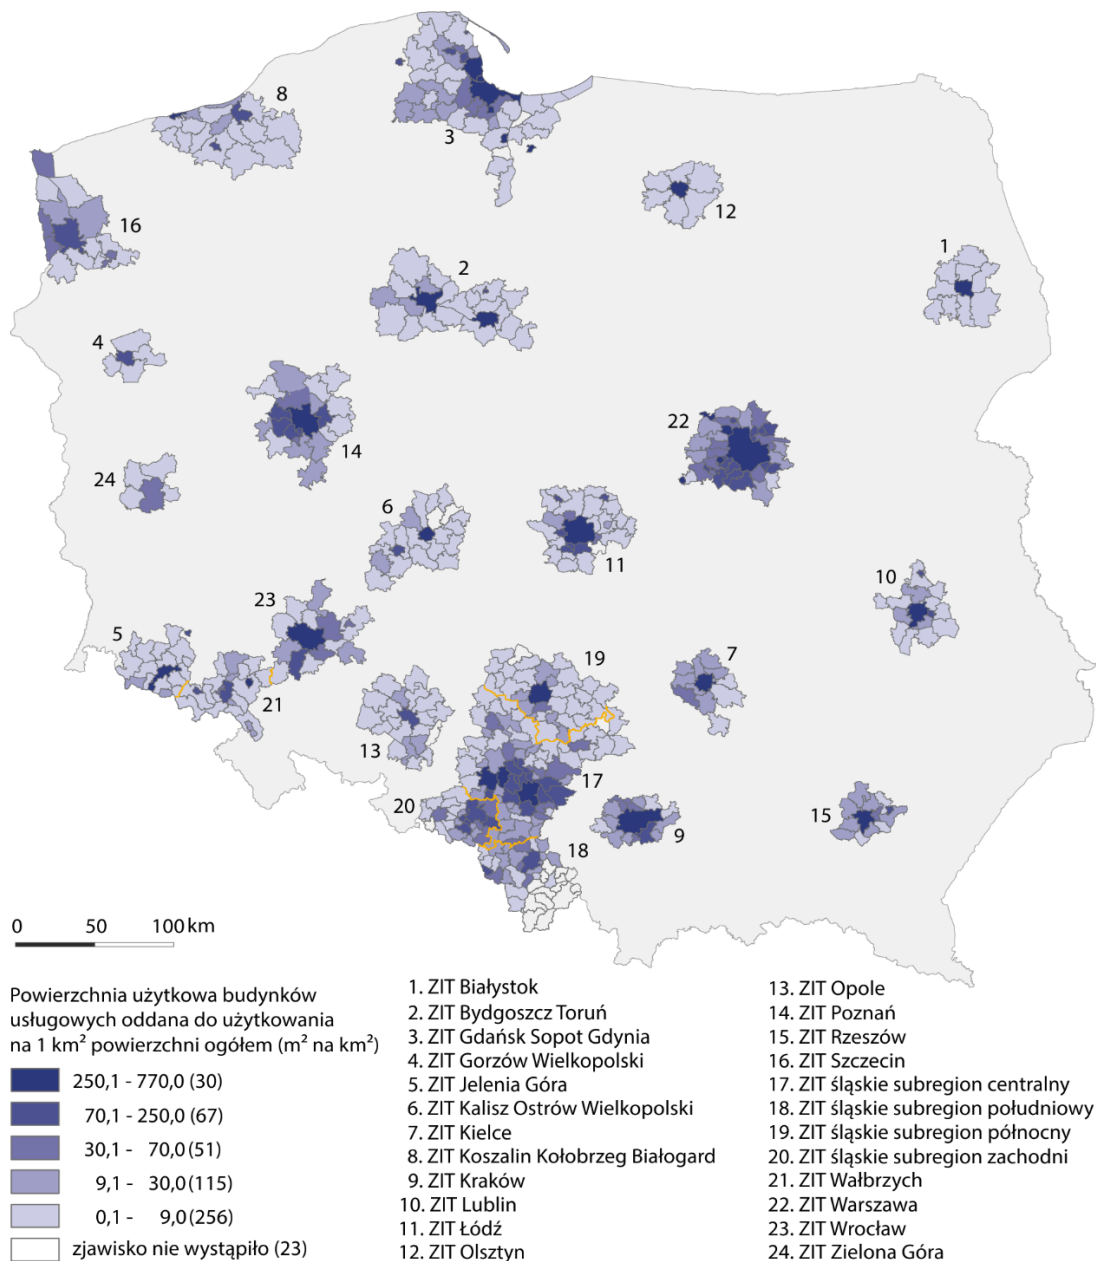 8
3
12
1
16
2
4
22
14
24
6
11
10
23
5
19
7
21
13
17
20
15
9
18
0 50 100 km
Powierzchnia użytkowa budynków
usługowych oddana do użytkowania
na 1 km² powierzchni ogółem (m² na km²)
250,1 - 770,0 (30)
70,1 - 250,0 (67)
30,1 - 70,0 (51)
9,1 - 30,0 (115)
0,1 - 9,0 (256)
zjawisko nie wystąpiło (23)
1. ZIT Białystok
2. ZIT Bydgoszcz Toruń
3. ZIT Gdańsk Sopot Gdynia
4. ZIT Gorzów Wielkopolski
5. ZIT Jelenia Góra
6. ZIT Kalisz Ostrów Wielkopolski
7. ZIT Kielce
8. ZIT Koszalin Kołobrzeg Białogard
9. ZIT Kraków
10. ZIT Lublin
11. ZIT Łódź
12. ZIT Olsztyn
13. ZIT Opole
14. ZIT Poznań
15. ZIT Rzeszów
16. ZIT Szczecin
17. ZIT śląskie subregion centralny
18. ZIT śląskie subregion południowy
19. ZIT śląskie subregion północny
20. ZIT śląskie subregion zachodni
21. ZIT Wałbrzych
22. ZIT Warszawa
23. ZIT Wrocław
24. ZIT Zielona Góra